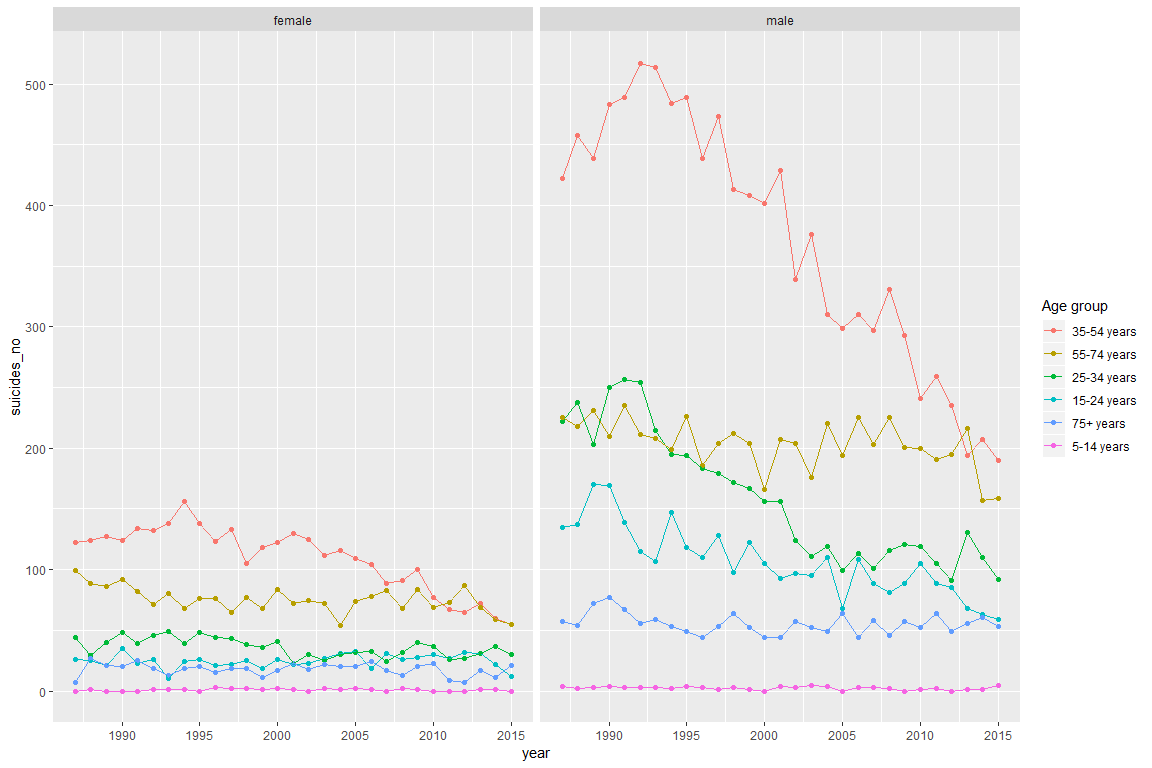 female male
500
400
300
200
100
0
suicides_no
1990 1995 2000 2005 2010 2015 1990 1995 2000 2005 2010 2015
year
Age group
35-54 years
55-74 years
25-34 years
15-24 years
75+ years
5-14 years